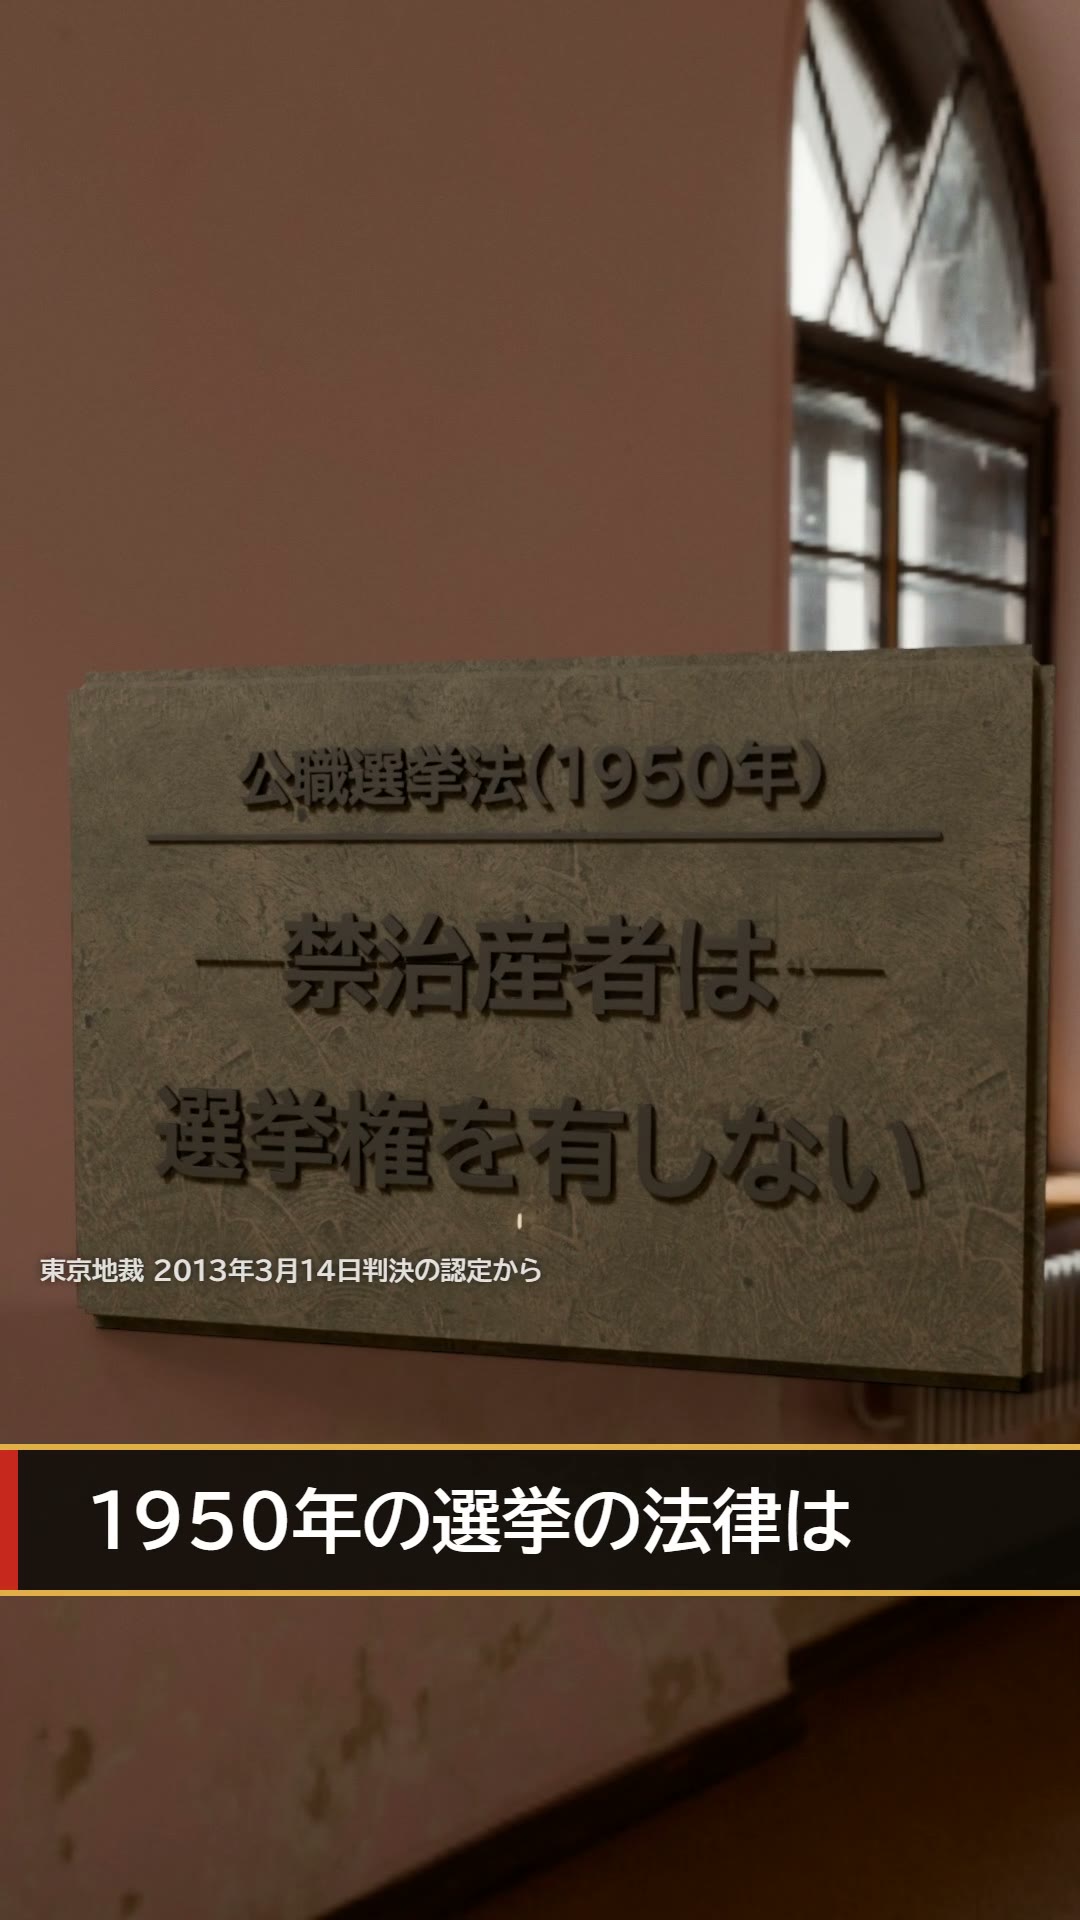 公職選挙法(1950年)
禁治産者は
選挙権を有しない
東京地裁 2013年3月14日判決の認定から
1950年の選挙の法律は